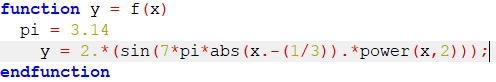 function y = f(x)
pi = 3.14
y = 2.*(sin(7*pi*abs(x.-(1/3)).*power(x,2)));
endfunction